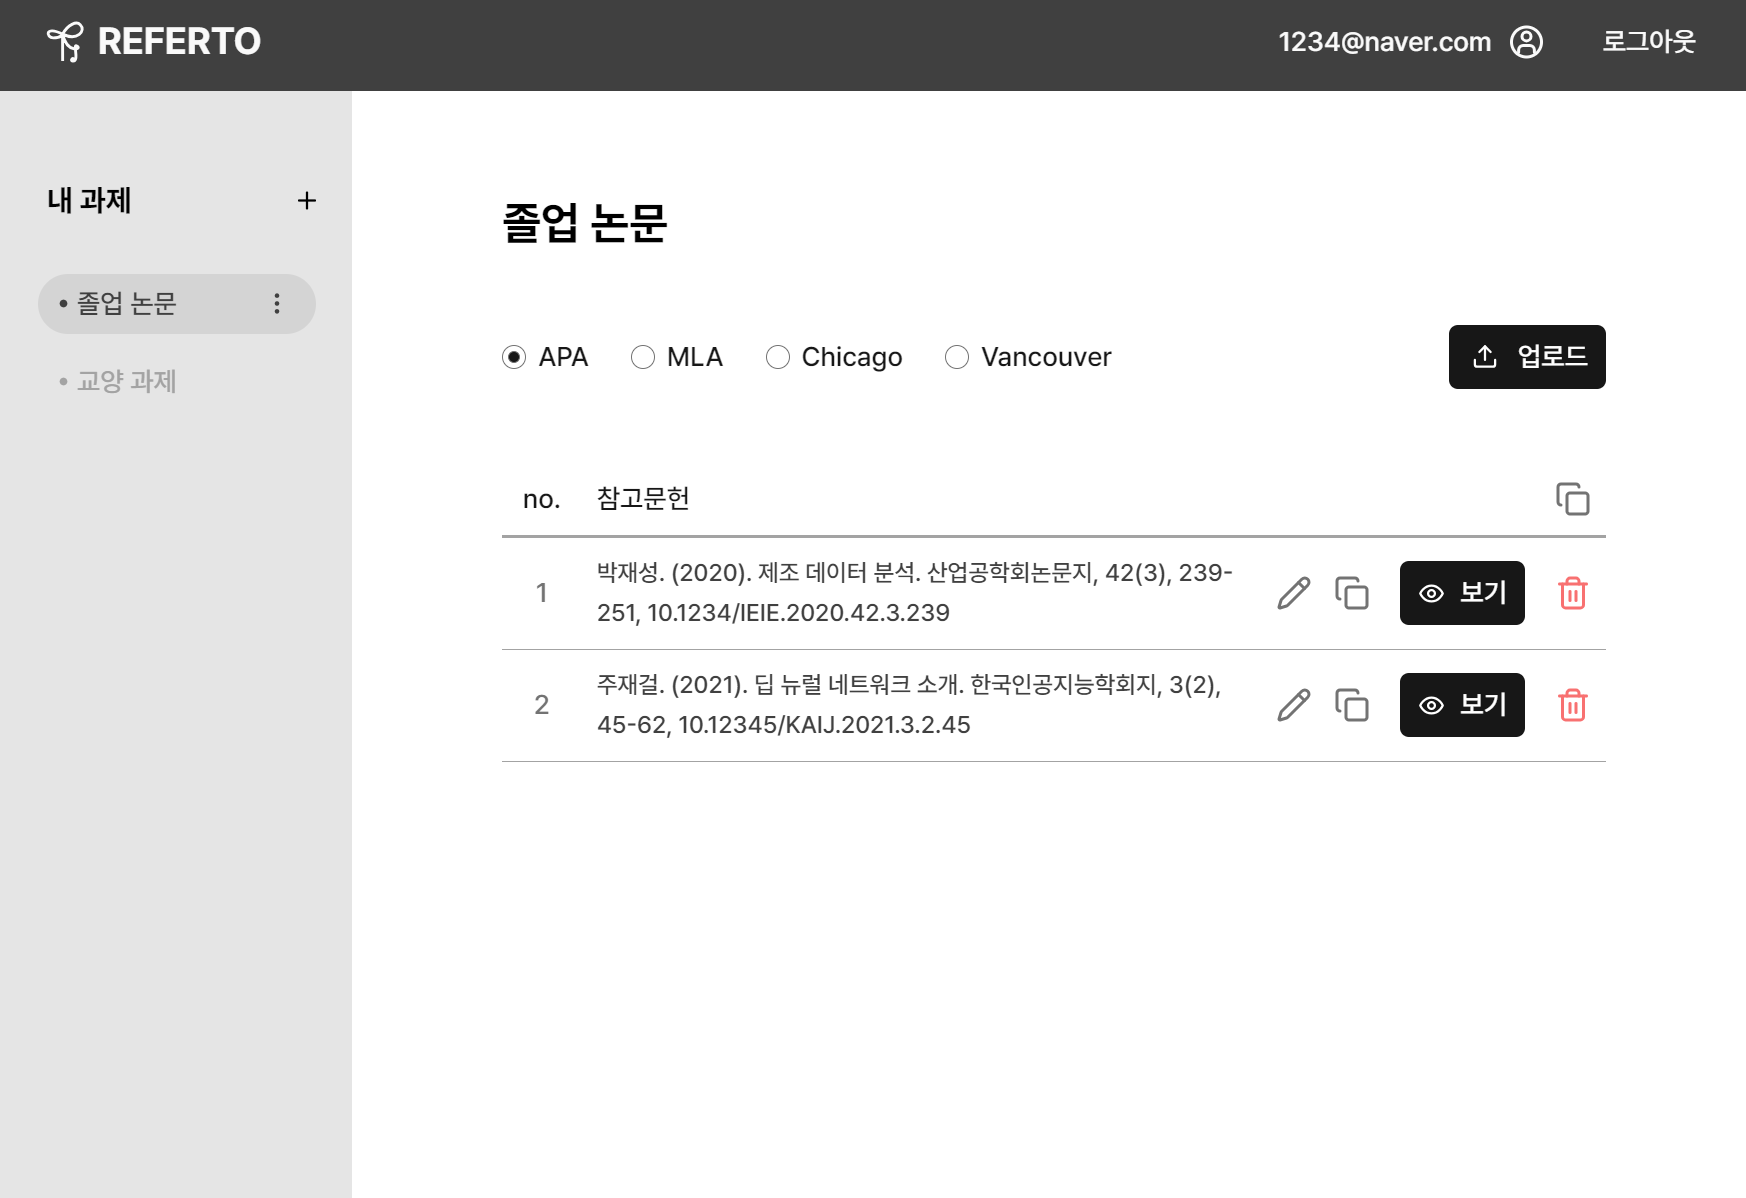 REFERTO
1234@naver.com
로그아웃
내 과제
• 졸업 논문
• 교양 과제
졸업 논문
APA
MLA
Chicago
Vancouver
업로드
no.
참고문헌
1
박재성. (2020). 제조 데이터 분석. 산업공학회논문지, 42(3), 239-
251, 10.1234/IEIE.2020.42.3.239
보기
2
주재걸. (2021). 딥 뉴럴 네트워크 소개. 한국인공지능학회지, 3(2),
45-62, 10.12345/KAIJ.2021.3.2.45
보기